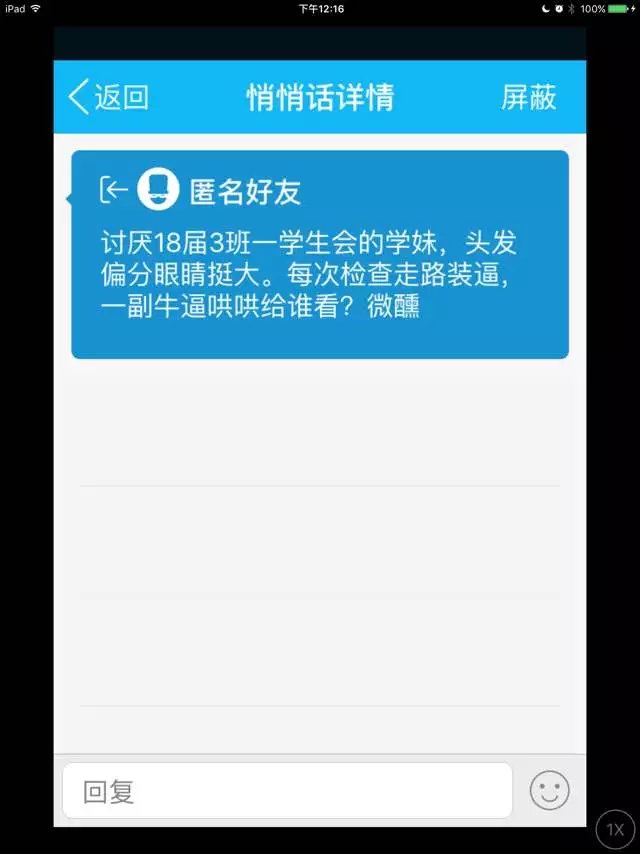 iPad 下午12:16 100%
返回 悄悄话详情 屏蔽
匿名好友
讨厌18届3班一学生会的学妹，头发
偏分眼睛挺大。每次检查走路装逼，
一副牛逼哄哄给谁看？微醺
回复
1X